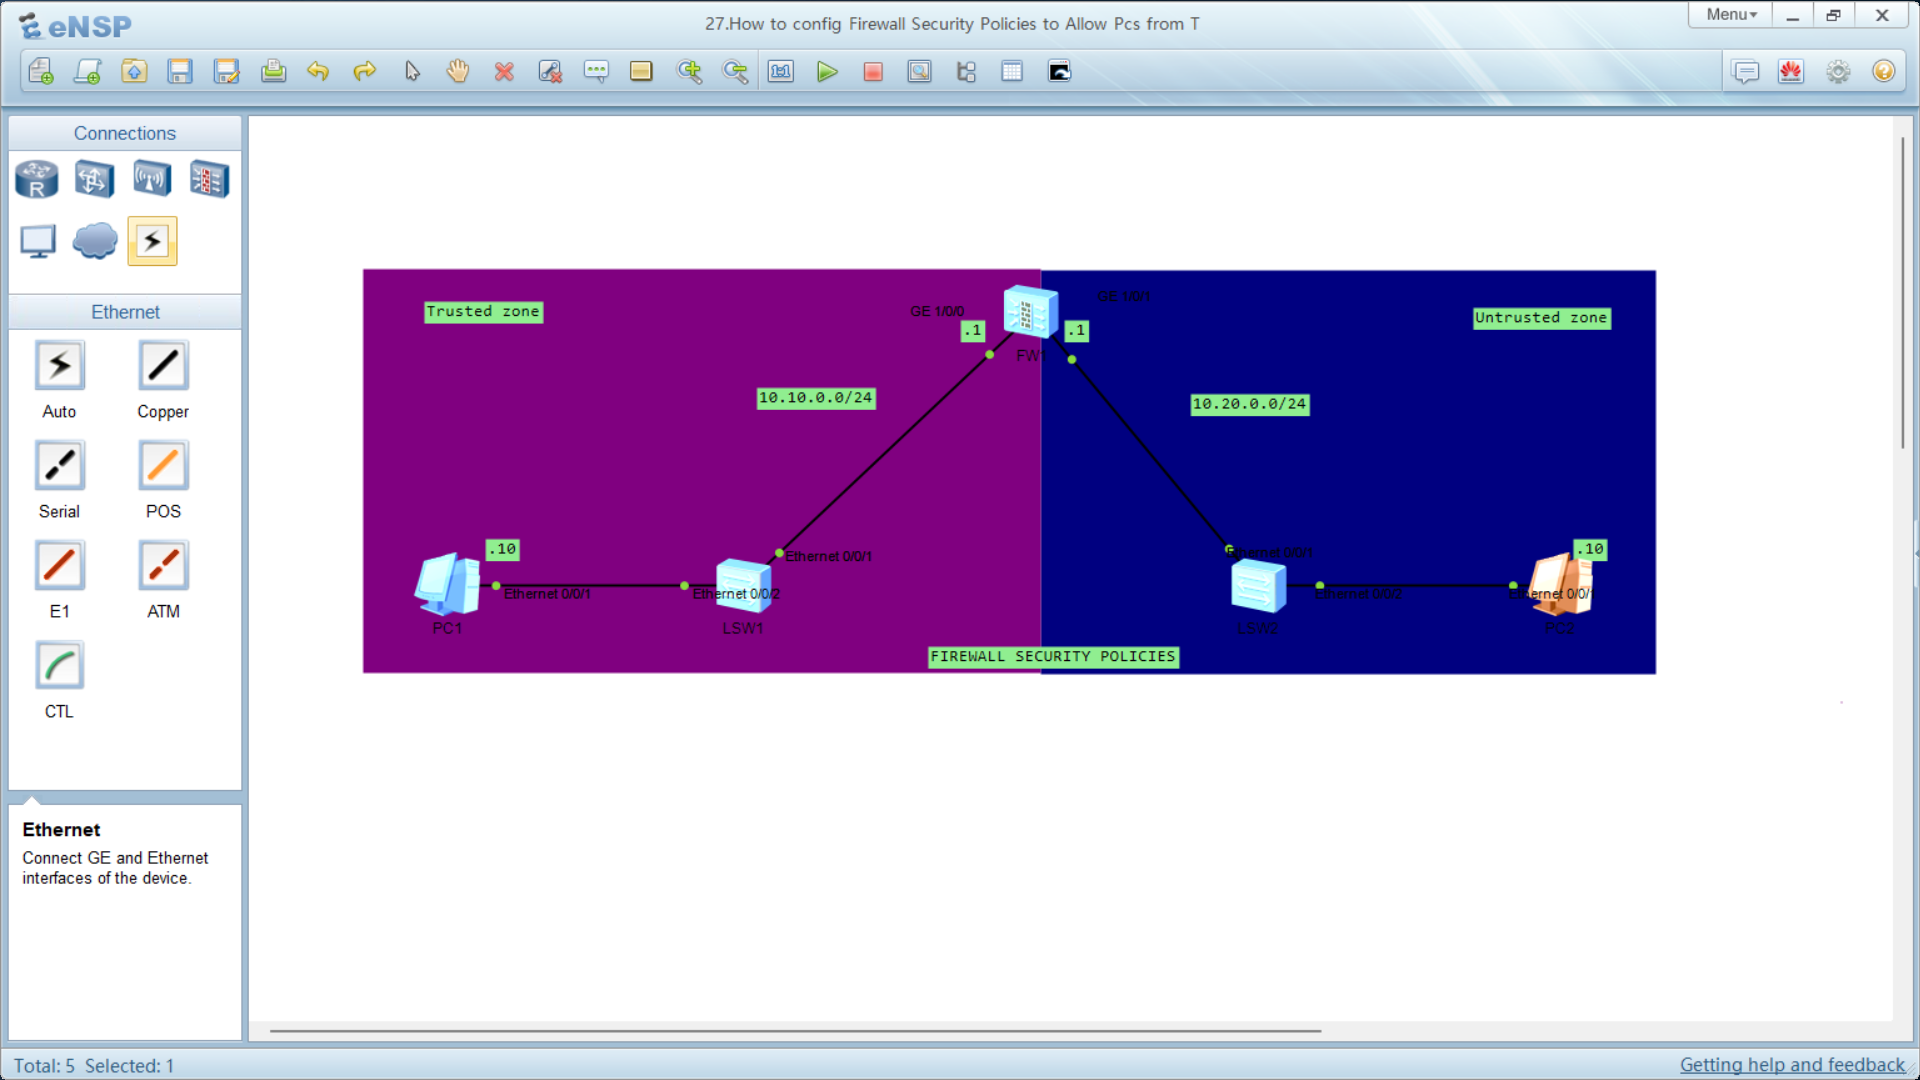 eNSP
27.How to config Firewall Security Policies to Allow Pcs from T
Menu
Connections
R
Ethernet
Auto
Copper
Serial
POS
E1
ATM
CTL
Ethernet
Connect GE and Ethernet
interfaces of the device.
Trusted zone
GE 1/0/0
GE 1/0/1
Untrusted zone
.1
.1
FW1
10.10.0.0/24
10.20.0.0/24
.10
Ethernet 0/0/1
Ethernet 0/0/1
.10
Ethernet 0/0/1
Ethernet 0/0/2
Ethernet 0/0/2
Ethernet 0/0/1
PC1
LSW1
LSW2
PC2
FIREWALL SECURITY POLICIES
Total: 5 Selected: 1
Getting help and feedback